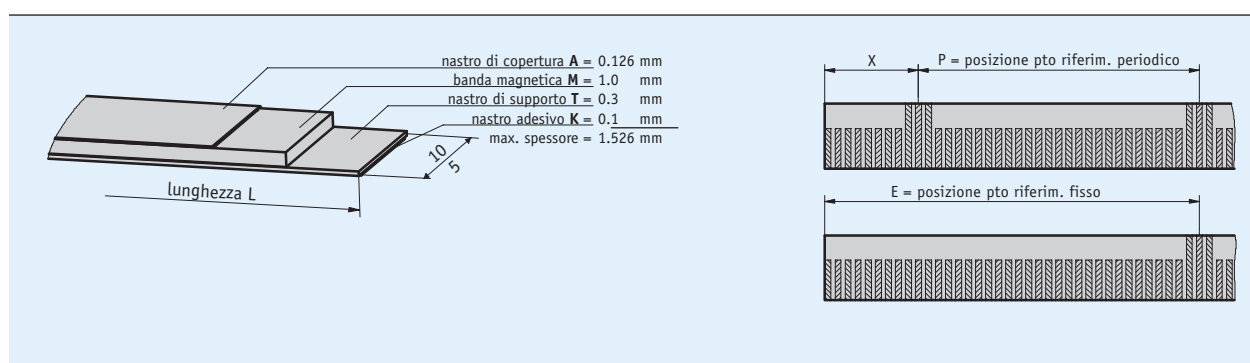 nastro di copertura A = 0.126 mm
banda magnetica M = 1.0 mm
nastro di supporto T = 0.3 mm
nastro adesivo K = 0.1 mm
max. spessore = 1.526 mm
10
5
lunghezza L
X
P = posizione pto riferim. periodico
E = posizione pto riferim. fisso